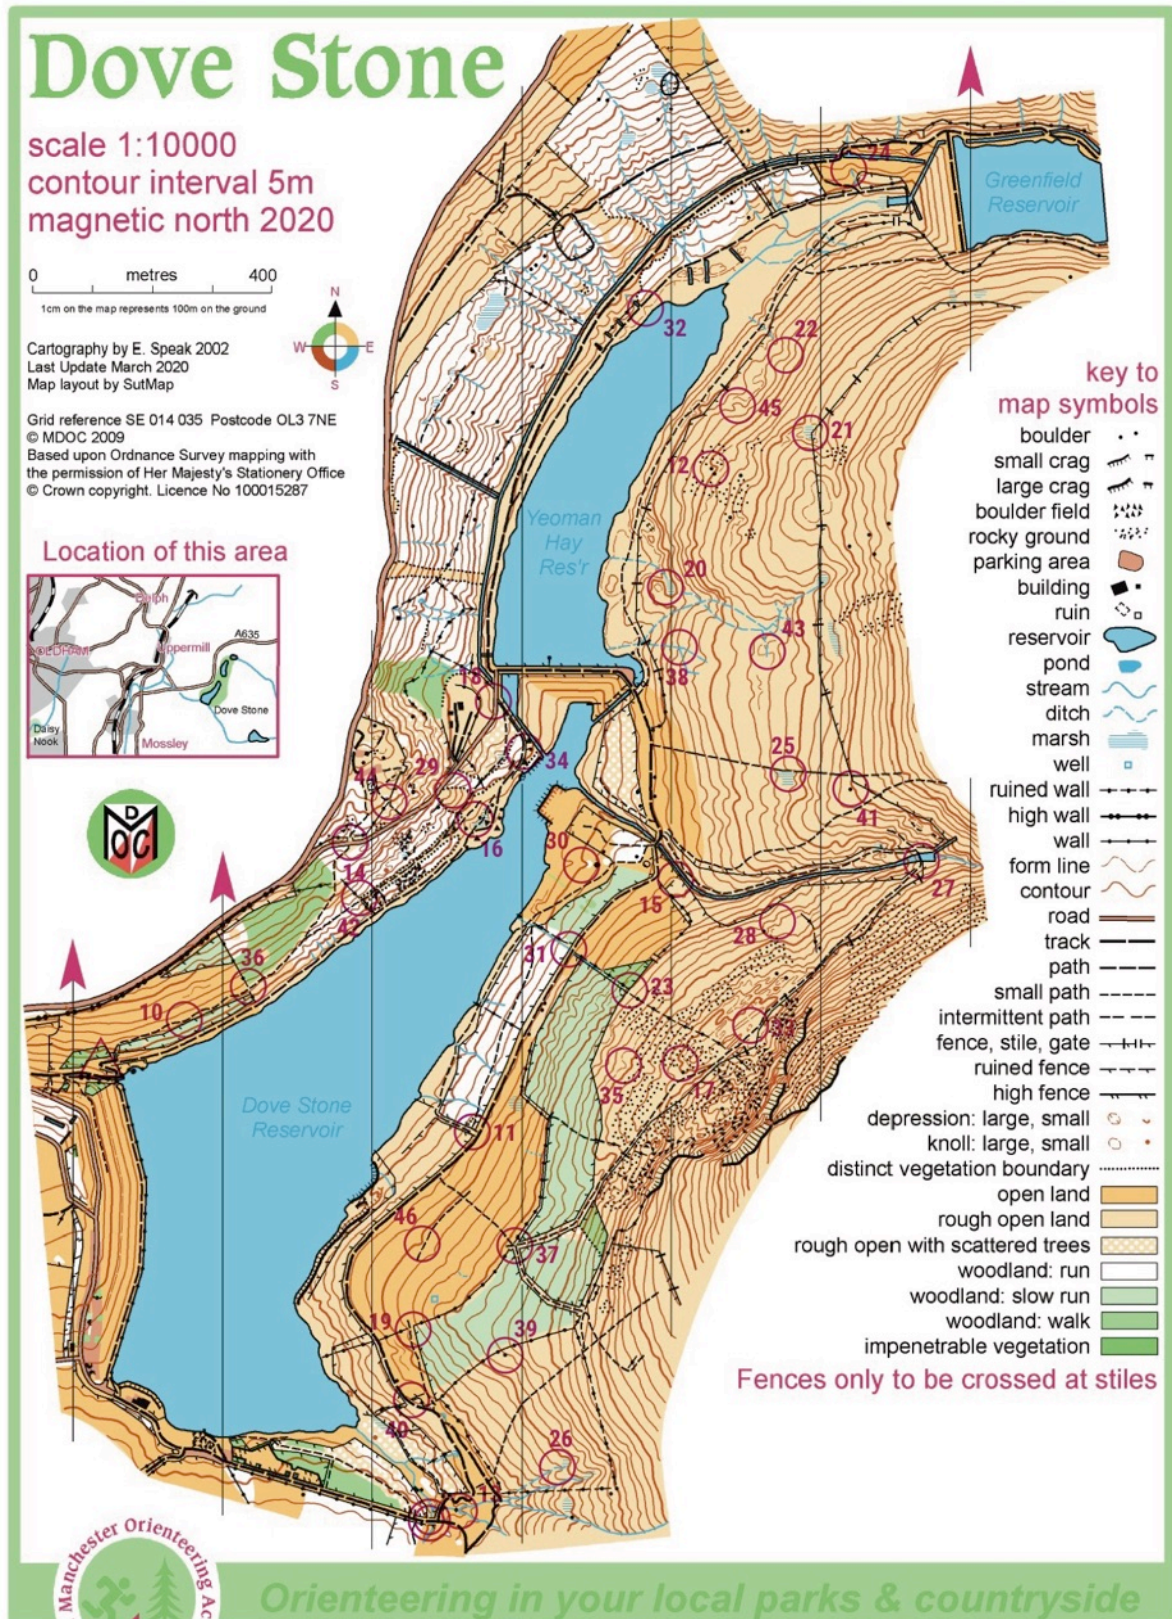 Dove Stone
scale 1:10000
contour interval 5m
magnetic north 2020
0 metres 400
1cm on the map represents 100m on the ground
N
W E
S
Cartography by E. Speak 2002
Last Update March 2020
Map layout by SutMap
Grid reference SE 014 035 Postcode OL3 7NE
© MDOC 2009
Based upon Ordnance Survey mapping with
the permission of Her Majesty's Stationery Office
© Crown copyright. Licence No 100015287
Location of this area
Delph
A635
OLDHAM
Uppermill
Dove Stone
Daisy
Nook
Mossley
M D
OC
Greenfield
Reservoir
Yeoman
Hay
Res'r
Dove Stone
Reservoir
24
32
22
45
21
12
20
43
38
18
34
25
44
29
41
16
30
14
15
27
42
28
31
36
23
10
33
35
17
11
46
37
19
39
40
26
13
key to
map symbols
boulder
small crag
large crag
boulder field
rocky ground
parking area
building
ruin
reservoir
pond
stream
ditch
marsh
well
ruined wall
high wall
wall
form line
contour
road
track
path
small path
intermittent path
fence, stile, gate
ruined fence
high fence
depression: large, small
knoll: large, small
distinct vegetation boundary
open land
rough open land
rough open with scattered trees
woodland: run
woodland: slow run
woodland: walk
impenetrable vegetation
Fences only to be crossed at stiles
Manchester Orienteering Ac
Orienteering in your local parks & countryside